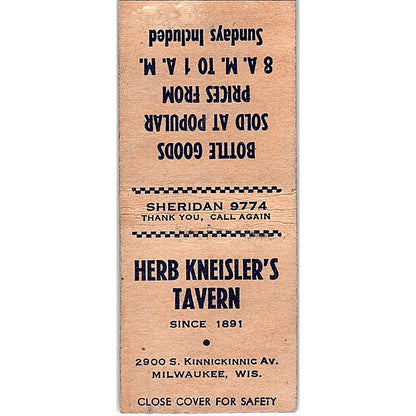 BOTTLE GOODS
SOLD AT POPULAR
PRICES FROM
8 A. M. TO 1 A. M.
Sundays Included
SHERIDAN 9774
THANK YOU, CALL AGAIN
HERB KNEISLER'S
TAVERN
SINCE 1891
2900 S. KINNICKINNIC AV.
MILWAUKEE, WIS.
CLOSE COVER FOR SAFETY